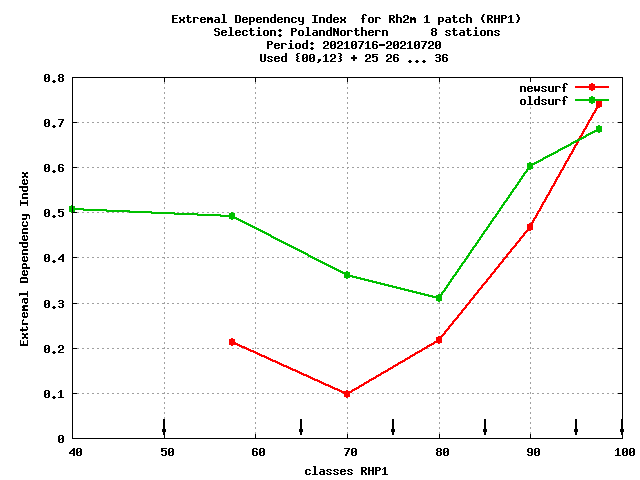 Extremal Dependency Index for Rh2m 1 patch (RHP1)
Selection: PolandNorthern 8 stations
Period: 20210716-20210720
Used {00,12} + 25 26 ... 36
newsurf
oldsurf
0.8
0.7
0.6
0.5
0.4
0.3
0.2
0.1
0
Extremal Dependency Index
40 50 60 70 80 90 100
classes RHP1